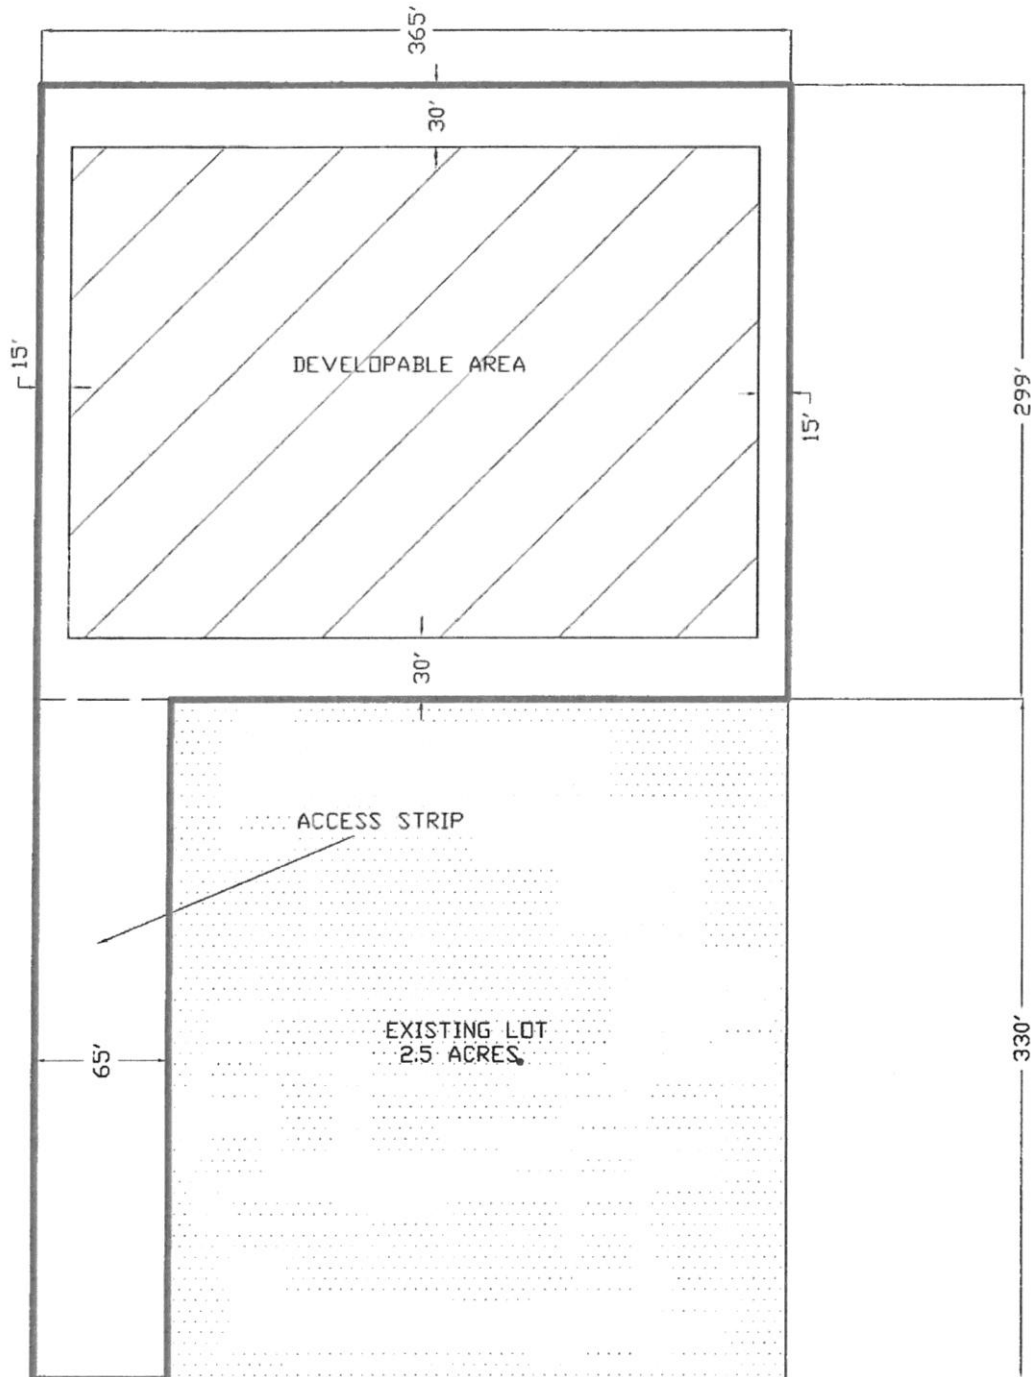 365'
30'
15'
DEVELOPABLE AREA
15'
299'
30'
ACCESS STRIP
EXISTING LOT
2.5 ACRES
65'
330'